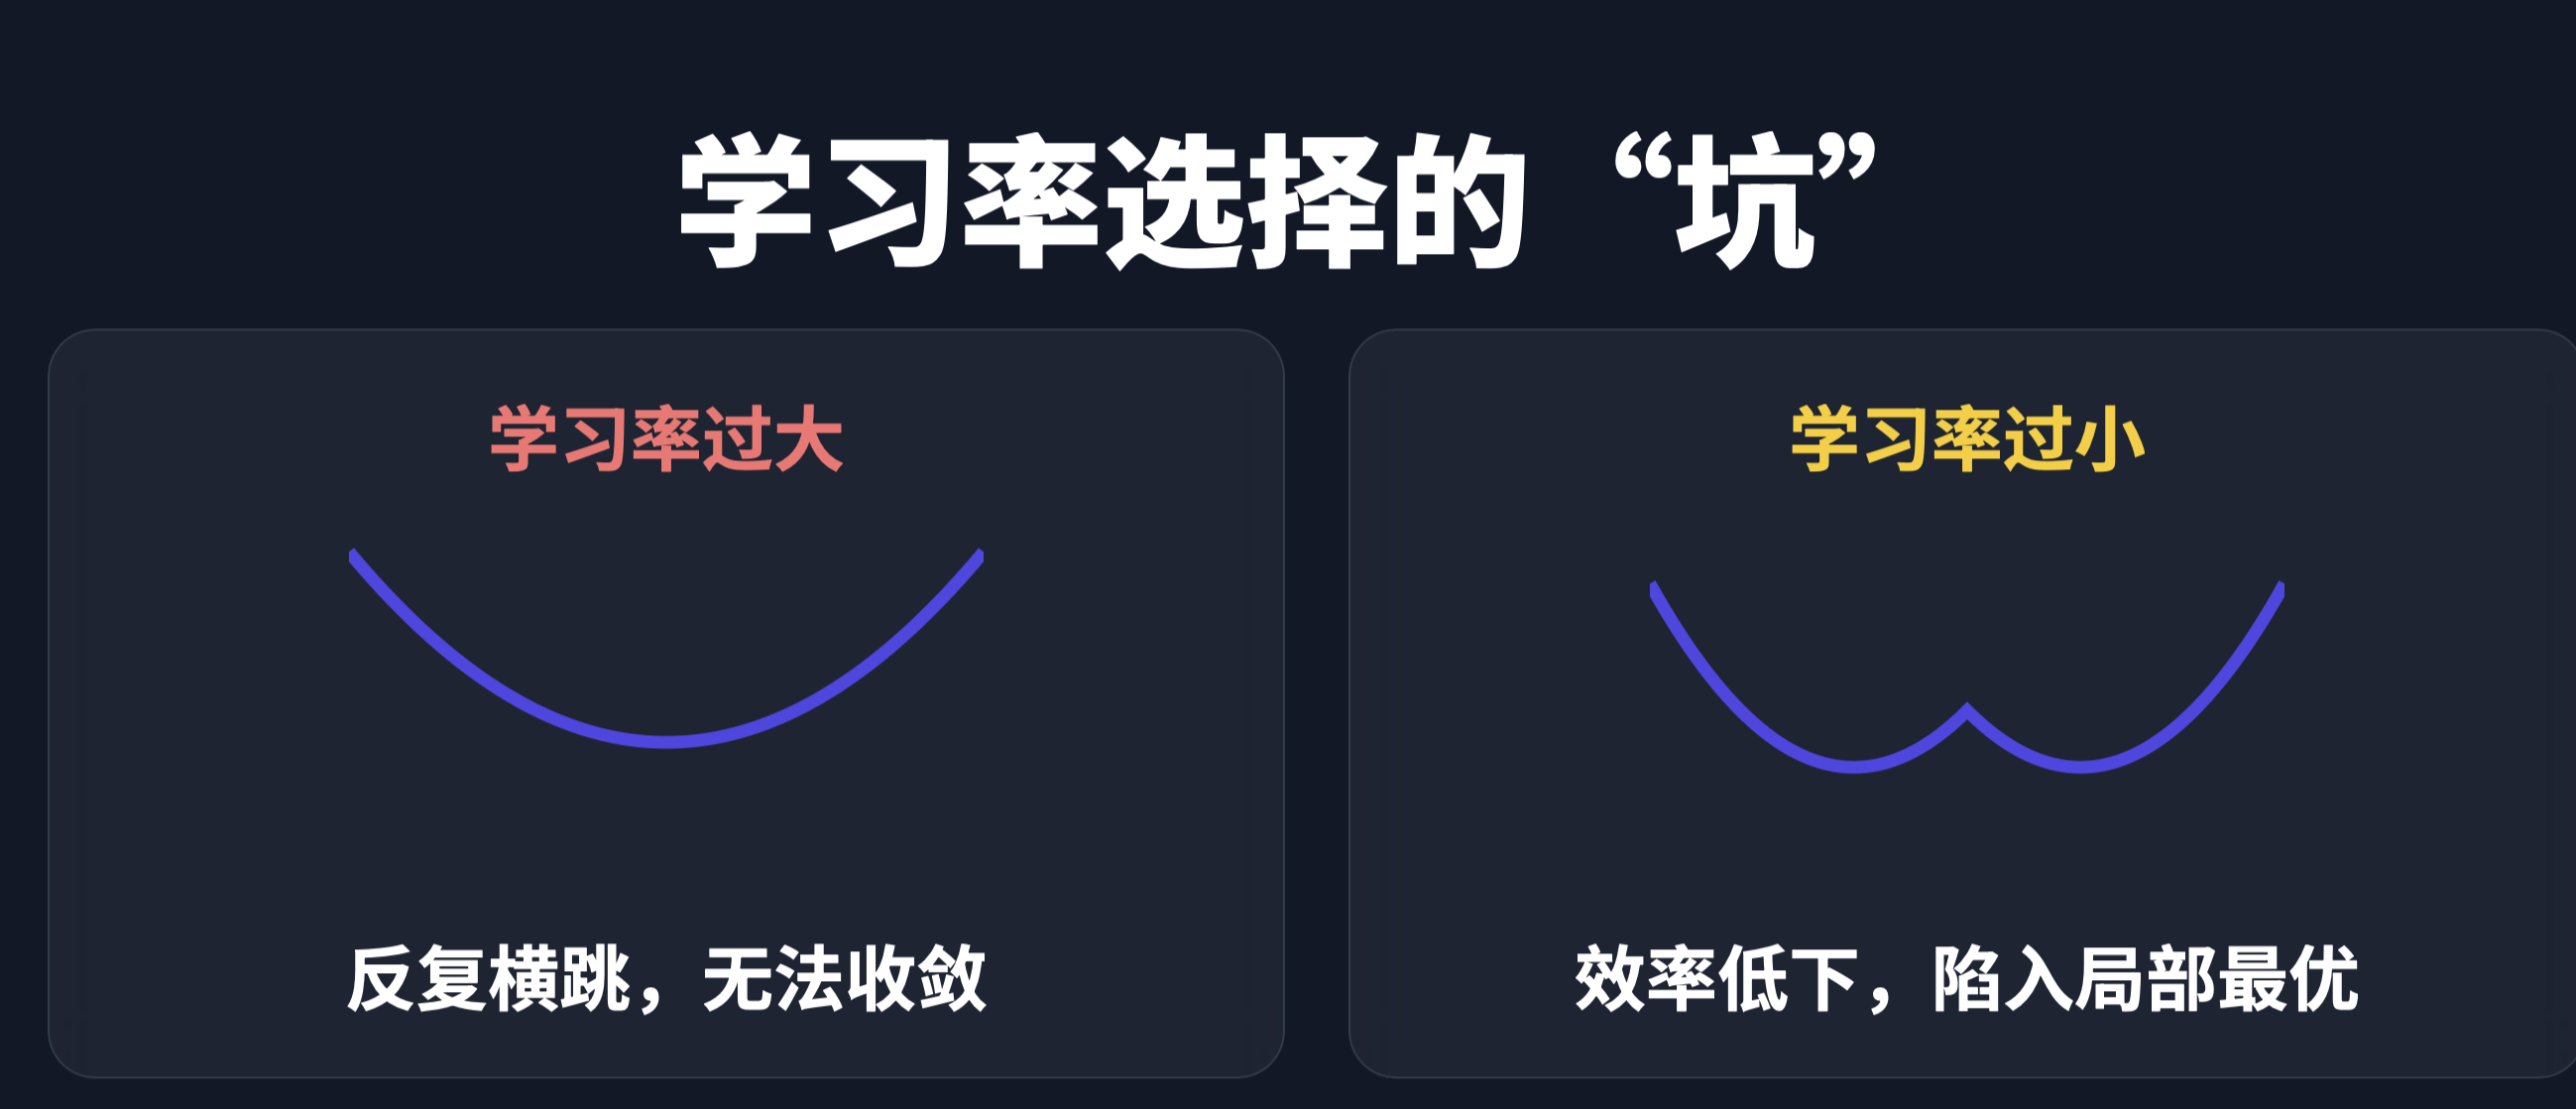 学习率选择的“坑”
学习率过大
反复横跳，无法收敛
学习率过小
效率低下，陷入局部最优